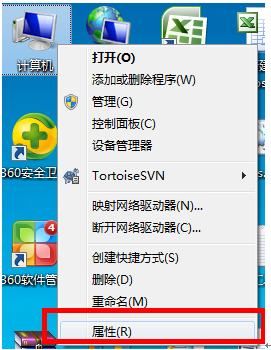 计算机
打开(O)
添加或删除程序(W)
管理(G)
控制面板(C)
设备管理器
360安全卫
TortoiseSVN
映射网络驱动器(N)...
断开网络驱动器(C)...
4
创建快捷方式(S)
360软件管
删除(D)
重命名(M)
属性(R)